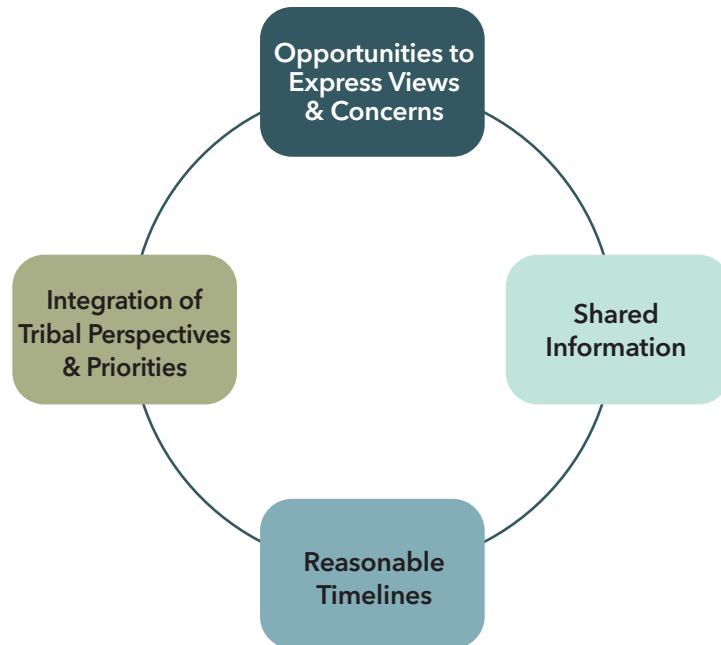 Opportunities to
Express Views
& Concerns
Shared
Information
Reasonable
Timelines
Integration of
Tribal Perspectives
& Priorities